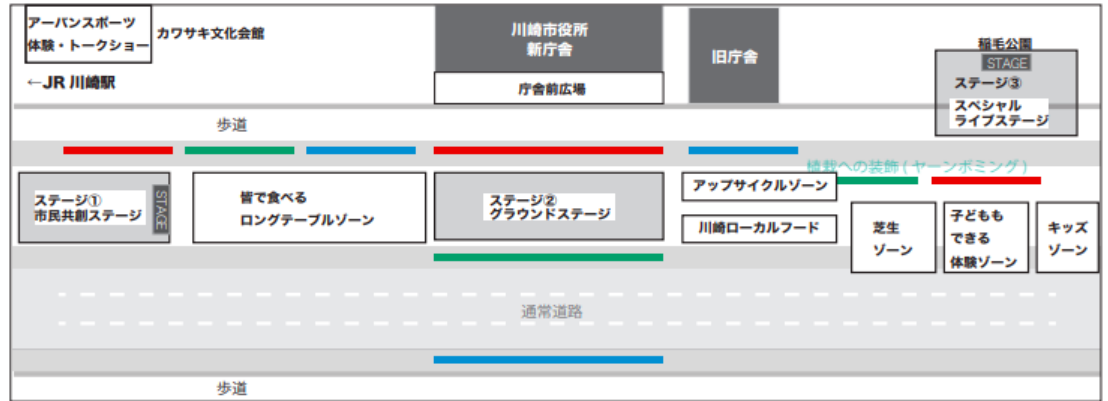 アーバンスポーツ
体験・トークショー
カワサキ文化会館
←JR 川崎駅
川崎市役所
新庁舎
庁舎前広場
旧庁舎
稲毛公園
STAGE
ステージ③
スペシャル
ライブステージ
歩道
植栽への装飾 ( ヤーンボミング )
ステージ①
市民共創ステージ
STAGE
皆で食べる
ロングテーブルゾーン
ステージ②
グラウンドステージ
アップサイクルゾーン
川崎ローカルフード
芝生
ゾーン
子どもも
できる
体験ゾーン
キッズ
ゾーン
通常道路
歩道